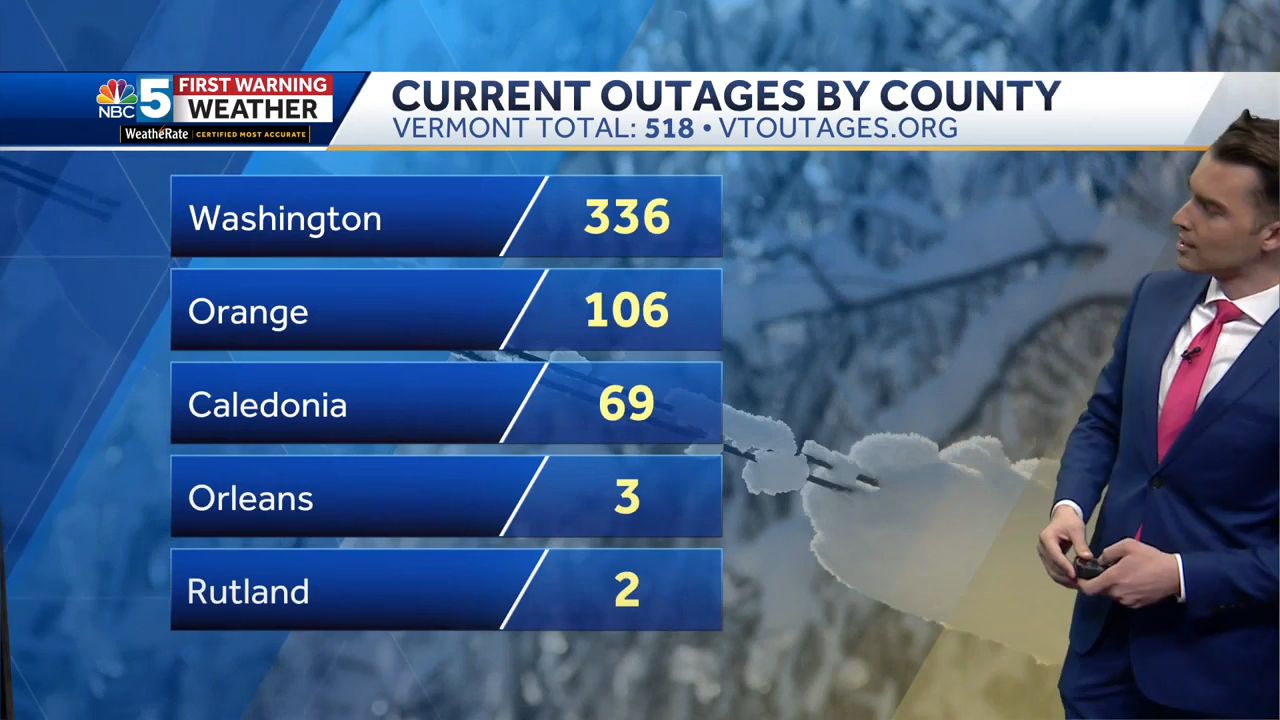 NBC 5 FIRST WARNING WEATHER
WeatheRate CERTIFIED MOST ACCURATE
CURRENT OUTAGES BY COUNTY
VERMONT TOTAL: 518 • VTOUTAGES.ORG
Washington 336
Orange 106
Caledonia 69
Orleans 3
Rutland 2